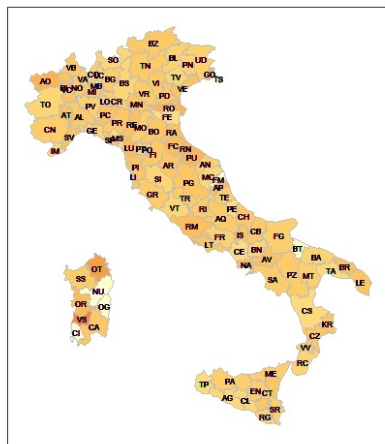 BZ
SO
BL
UD
VB
TN
PN
AO
VA
CO
LC
BG
TV
GO
TS
BI
NO
MB
BS
VI
VE
MI
VR
PD
TO
LO
CR
MN
RO
PV
AT
AL
PC
FE
PR
RE
MO
BO
RA
CN
GE
SV
SP
MS
FC
RN
IM
LU
PT
PO
FI
PU
PI
AR
AN
LI
MC
FM
SI
PG
AP
GR
TE
TR
VT
RI
PE
CH
AQ
RM
IS
CB
FG
FR
LT
CE
BN
BT
BA
NA
AV
TA
BR
SA
PZ
MT
LE
OT
SS
NU
OR
OG
VS
CA
CI
CS
KR
CZ
VV
RC
ME
TP
PA
EN
CT
AG
CL
SR
RG